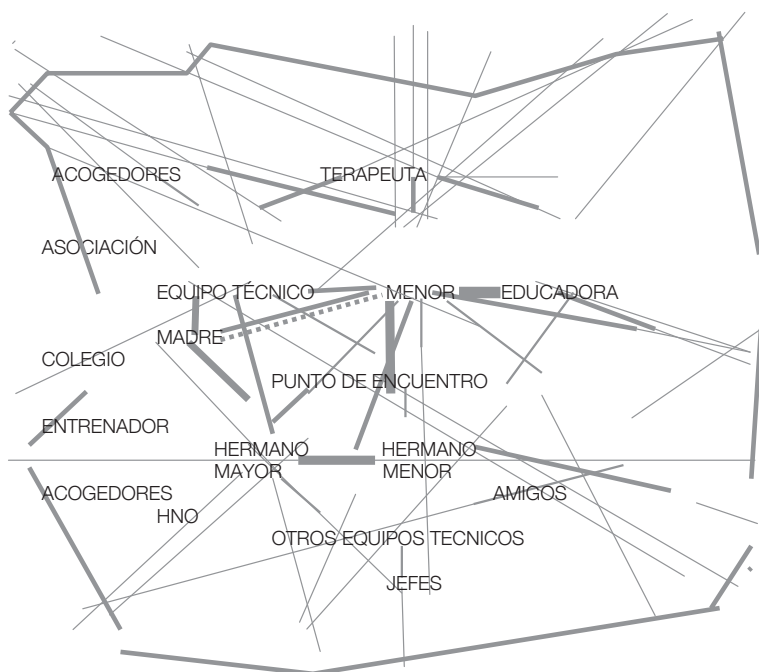 ACOGEDORES TERAPEUTA
ASOCIACIÓN
EQUIPO TÉCNICO MENOR EDUCADORA
MADRE
COLEGIO
PUNTO DE ENCUENTRO
ENTRENADOR
HERMANO MAYOR
HERMANO MENOR
ACOGEDORES
HNO
AMIGOS
OTROS EQUIPOS TECNICOS
JEFES